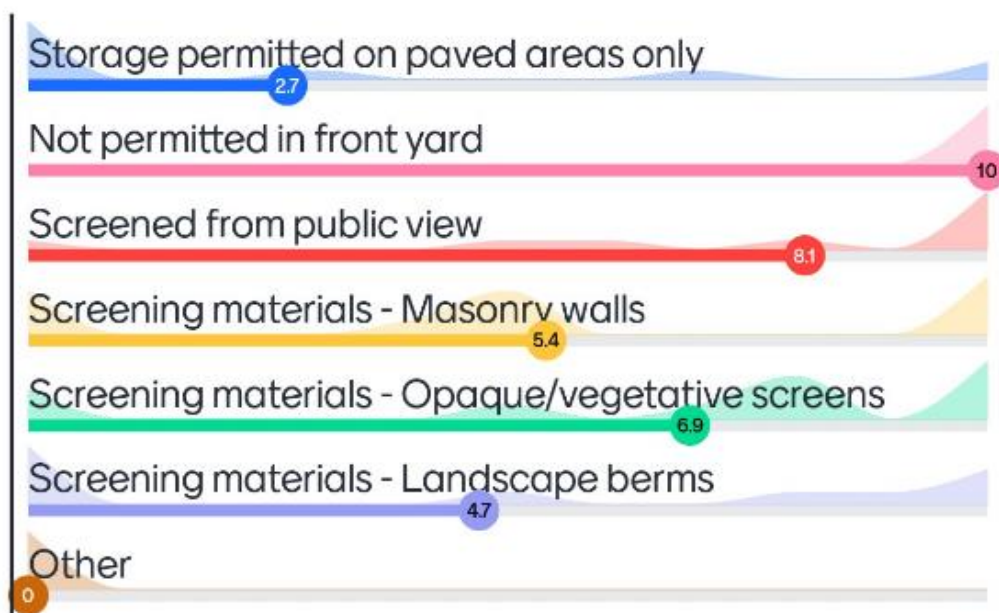 Storage permitted on paved areas only
2.7
Not permitted in front yard
10
Screened from public view
8.1
Screening materials - Masonry walls
5.4
Screening materials - Opaque/vegetative screens
6.9
Screening materials - Landscape berms
4.7
Other
0